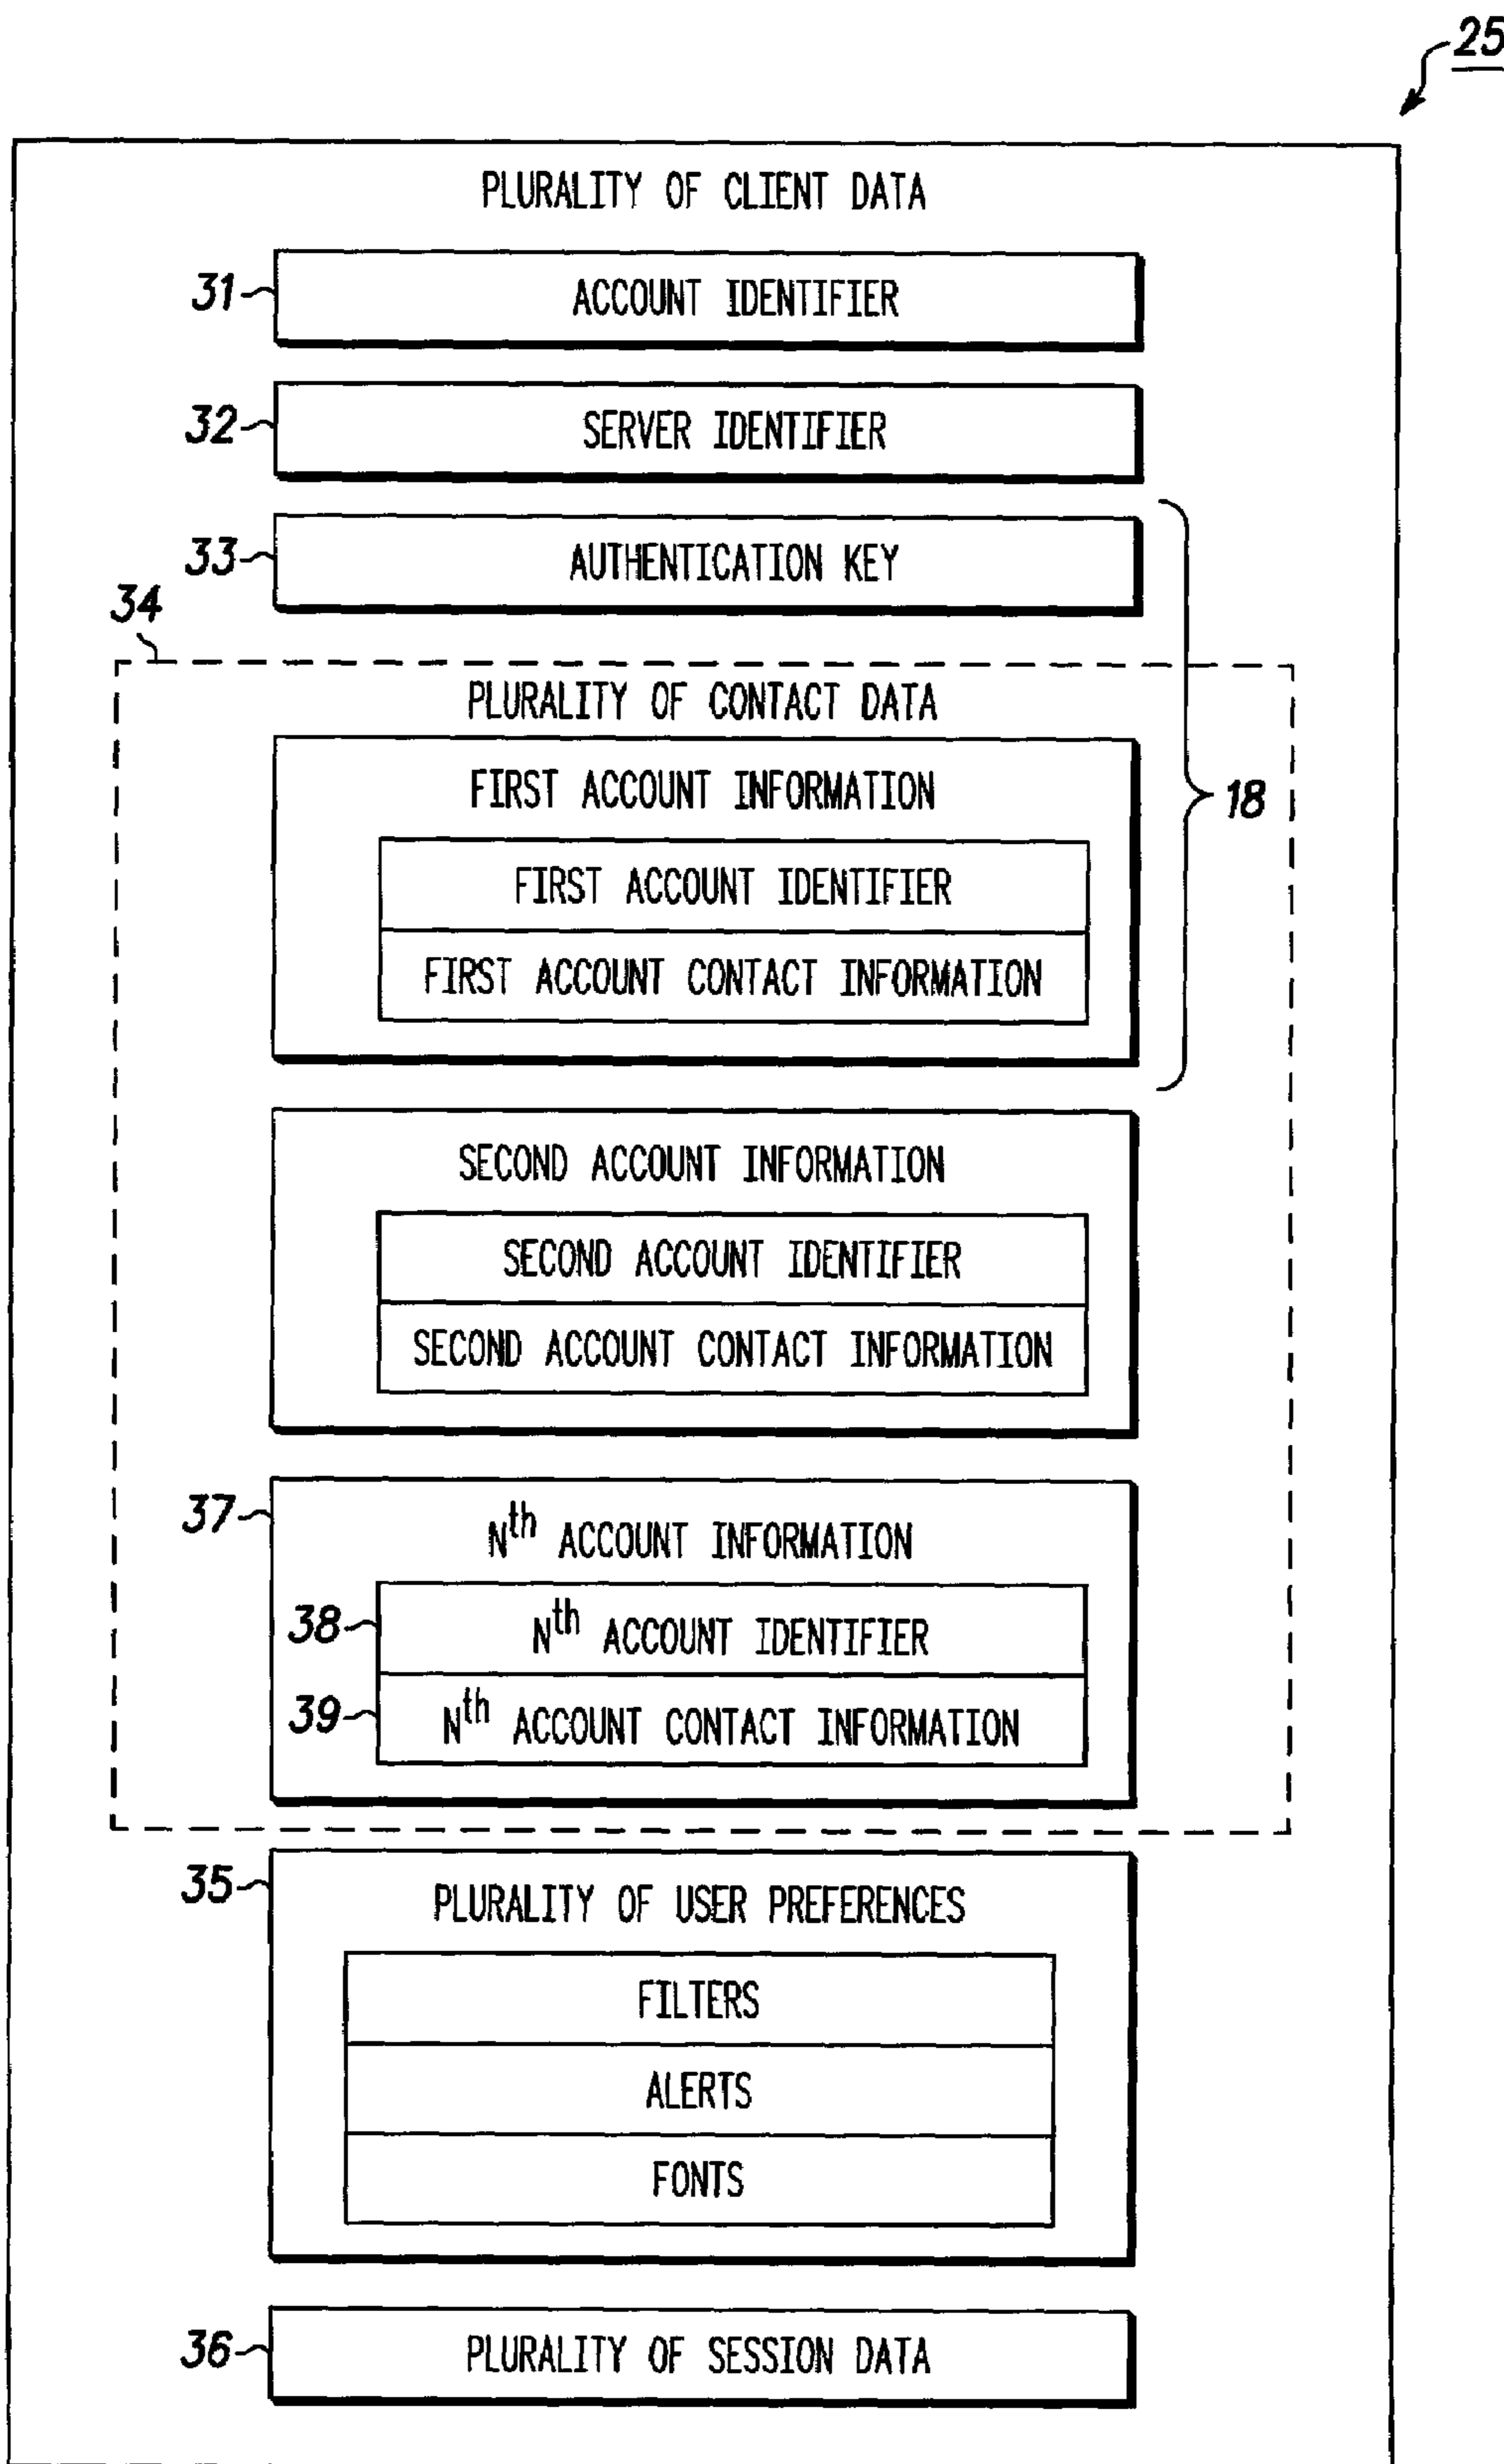 25
PLURALITY OF CLIENT DATA
31 ACCOUNT IDENTIFIER
32 SERVER IDENTIFIER
33 AUTHENTICATION KEY
34
PLURALITY OF CONTACT DATA
FIRST ACCOUNT INFORMATION
18
FIRST ACCOUNT IDENTIFIER
FIRST ACCOUNT CONTACT INFORMATION
SECOND ACCOUNT INFORMATION
SECOND ACCOUNT IDENTIFIER
SECOND ACCOUNT CONTACT INFORMATION
37 Nth ACCOUNT INFORMATION
38 Nth ACCOUNT IDENTIFIER
39 Nth ACCOUNT CONTACT INFORMATION
35 PLURALITY OF USER PREFERENCES
FILTERS
ALERTS
FONTS
36 PLURALITY OF SESSION DATA